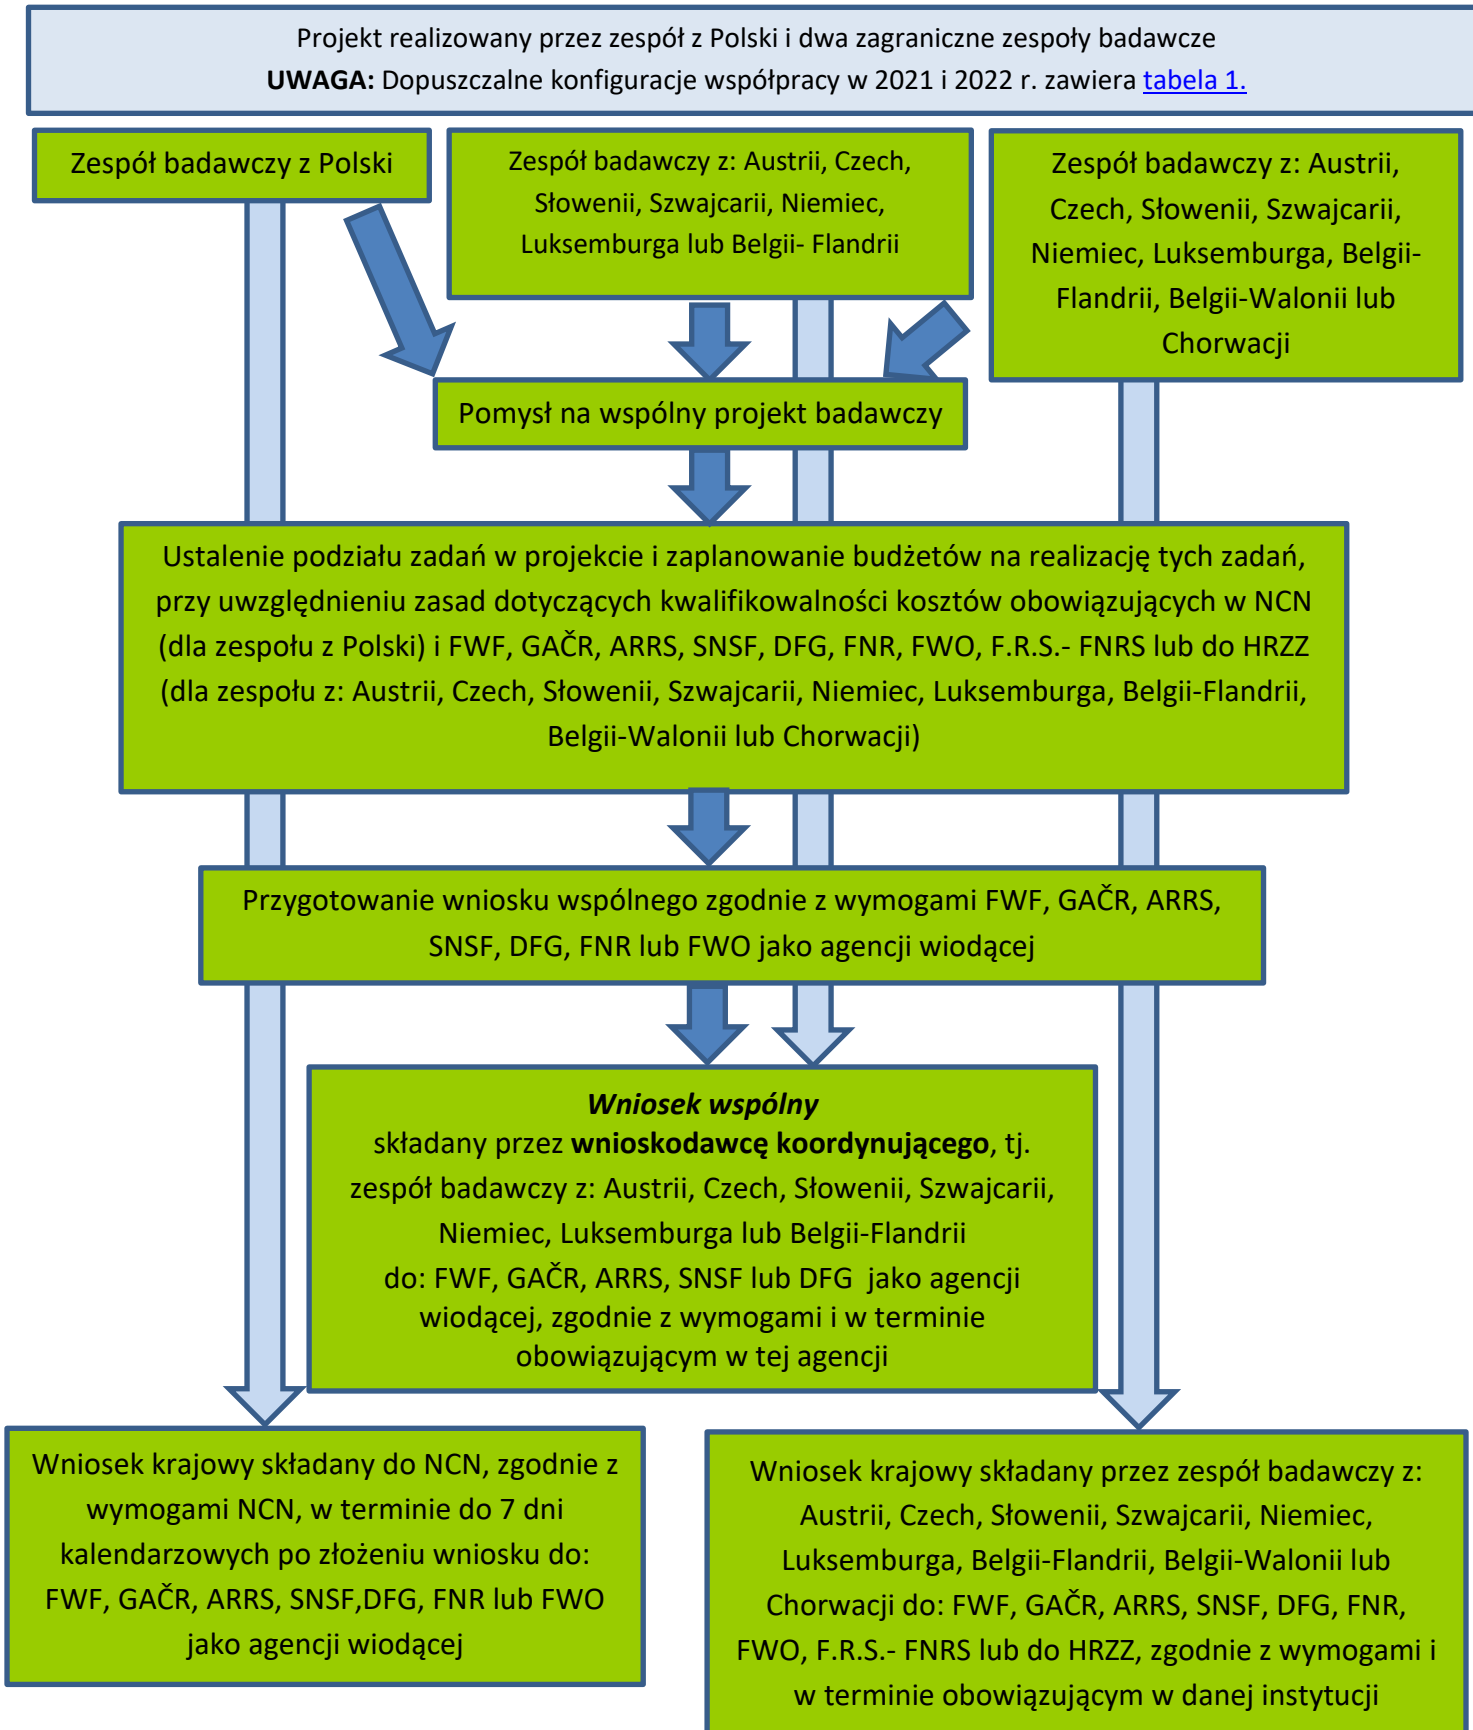 Projekt realizowany przez zespół z Polski i dwa zagraniczne zespoły badawcze
UWAGA: Dopuszczalne konfiguracje współpracy w 2021 i 2022 r. zawiera tabela 1.
Zespół badawczy z Polski
Zespół badawczy z: Austrii, Czech,
Słowenii, Szwajcarii, Niemiec,
Luksemburga lub Belgii- Flandrii
Zespół badawczy z: Austrii,
Czech, Słowenii, Szwajcarii,
Niemiec, Luksemburga, Belgii-
Flandrii, Belgii-Walonii lub
Chorwacji
Pomysł na wspólny projekt badawczy
Ustalenie podziału zadań w projekcie i zaplanowanie budżetów na realizację tych zadań,
przy uwzględnieniu zasad dotyczących kwalifikowalności kosztów obowiązujących w NCN
(dla zespołu z Polski) i FWF, GAČR, ARRS, SNSF, DFG, FNR, FWO, F.R.S.- FNRS lub do HRZZ
(dla zespołu z: Austrii, Czech, Słowenii, Szwajcarii, Niemiec, Luksemburga, Belgii-Flandrii,
Belgii-Walonii lub Chorwacji)
Przygotowanie wniosku wspólnego zgodnie z wymogami FWF, GAČR, ARRS,
SNSF, DFG, FNR lub FWO jako agencji wiodącej
Wniosek wspólny
składany przez wnioskodawcę koordynującego, tj.
zespół badawczy z: Austrii, Czech, Słowenii, Szwajcarii,
Niemiec, Luksemburga lub Belgii-Flandrii
do: FWF, GAČR, ARRS, SNSF lub DFG jako agencji
wiodącej, zgodnie z wymogami i w terminie
obowiązującym w tej agencji
Wniosek krajowy składany do NCN, zgodnie z
wymogami NCN, w terminie do 7 dni
kalendarzowych po złożeniu wniosku do:
FWF, GAČR, ARRS, SNSF,DFG, FNR lub FWO
jako agencji wiodącej
Wniosek krajowy składany przez zespół badawczy z:
Austrii, Czech, Słowenii, Szwajcarii, Niemiec,
Luksemburga, Belgii-Flandrii, Belgii-Walonii lub
Chorwacji do: FWF, GAČR, ARRS, SNSF, DFG, FNR,
FWO, F.R.S.- FNRS lub do HRZZ, zgodnie z wymogami i
w terminie obowiązującym w danej instytucji